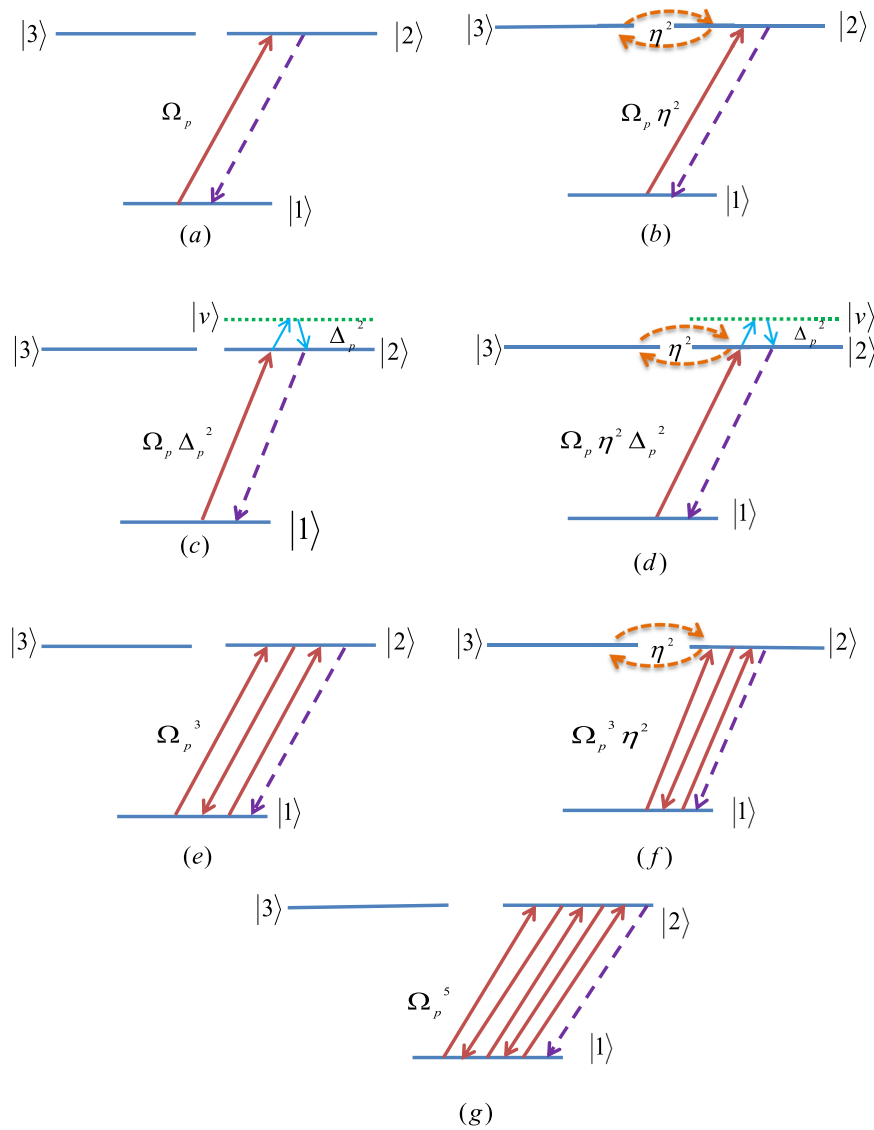 |3⟩ |2⟩
Ω_p
|1⟩
(a)
|3⟩ η² |2⟩
Ω_p η²
|1⟩
(b)
|v⟩
|3⟩ Δ_p² |2⟩
Ω_p Δ_p²
|1⟩
(c)
|v⟩
|3⟩ η² Δ_p² |2⟩
Ω_p η² Δ_p²
|1⟩
(d)
|3⟩ |2⟩
Ω_p³
|1⟩
(e)
|3⟩ η² |2⟩
Ω_p³ η²
|1⟩
(f)
|3⟩ |2⟩
Ω_p⁵
|1⟩
(g)